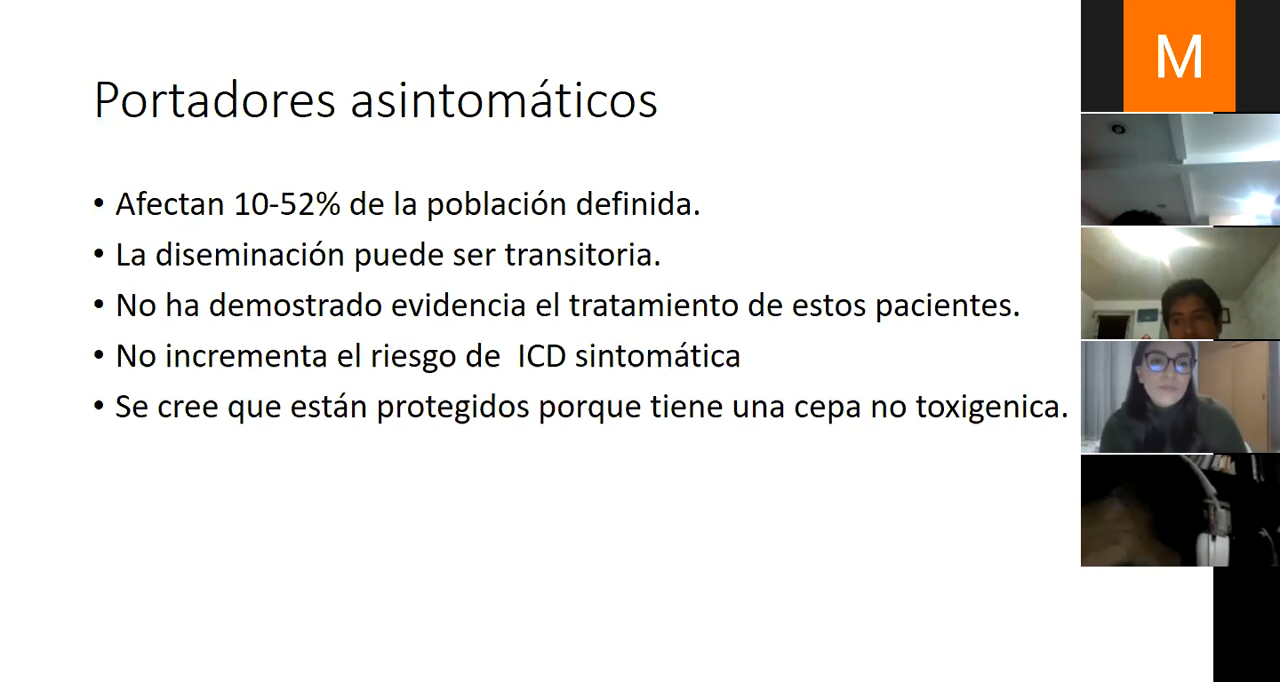 Portadores asintomáticos
• Afectan 10-52% de la población definida.
• La diseminación puede ser transitoria.
• No ha demostrado evidencia el tratamiento de estos pacientes.
• No incrementa el riesgo de  ICD sintomática
• Se cree que están protegidos porque tiene una cepa no toxigenica.
M